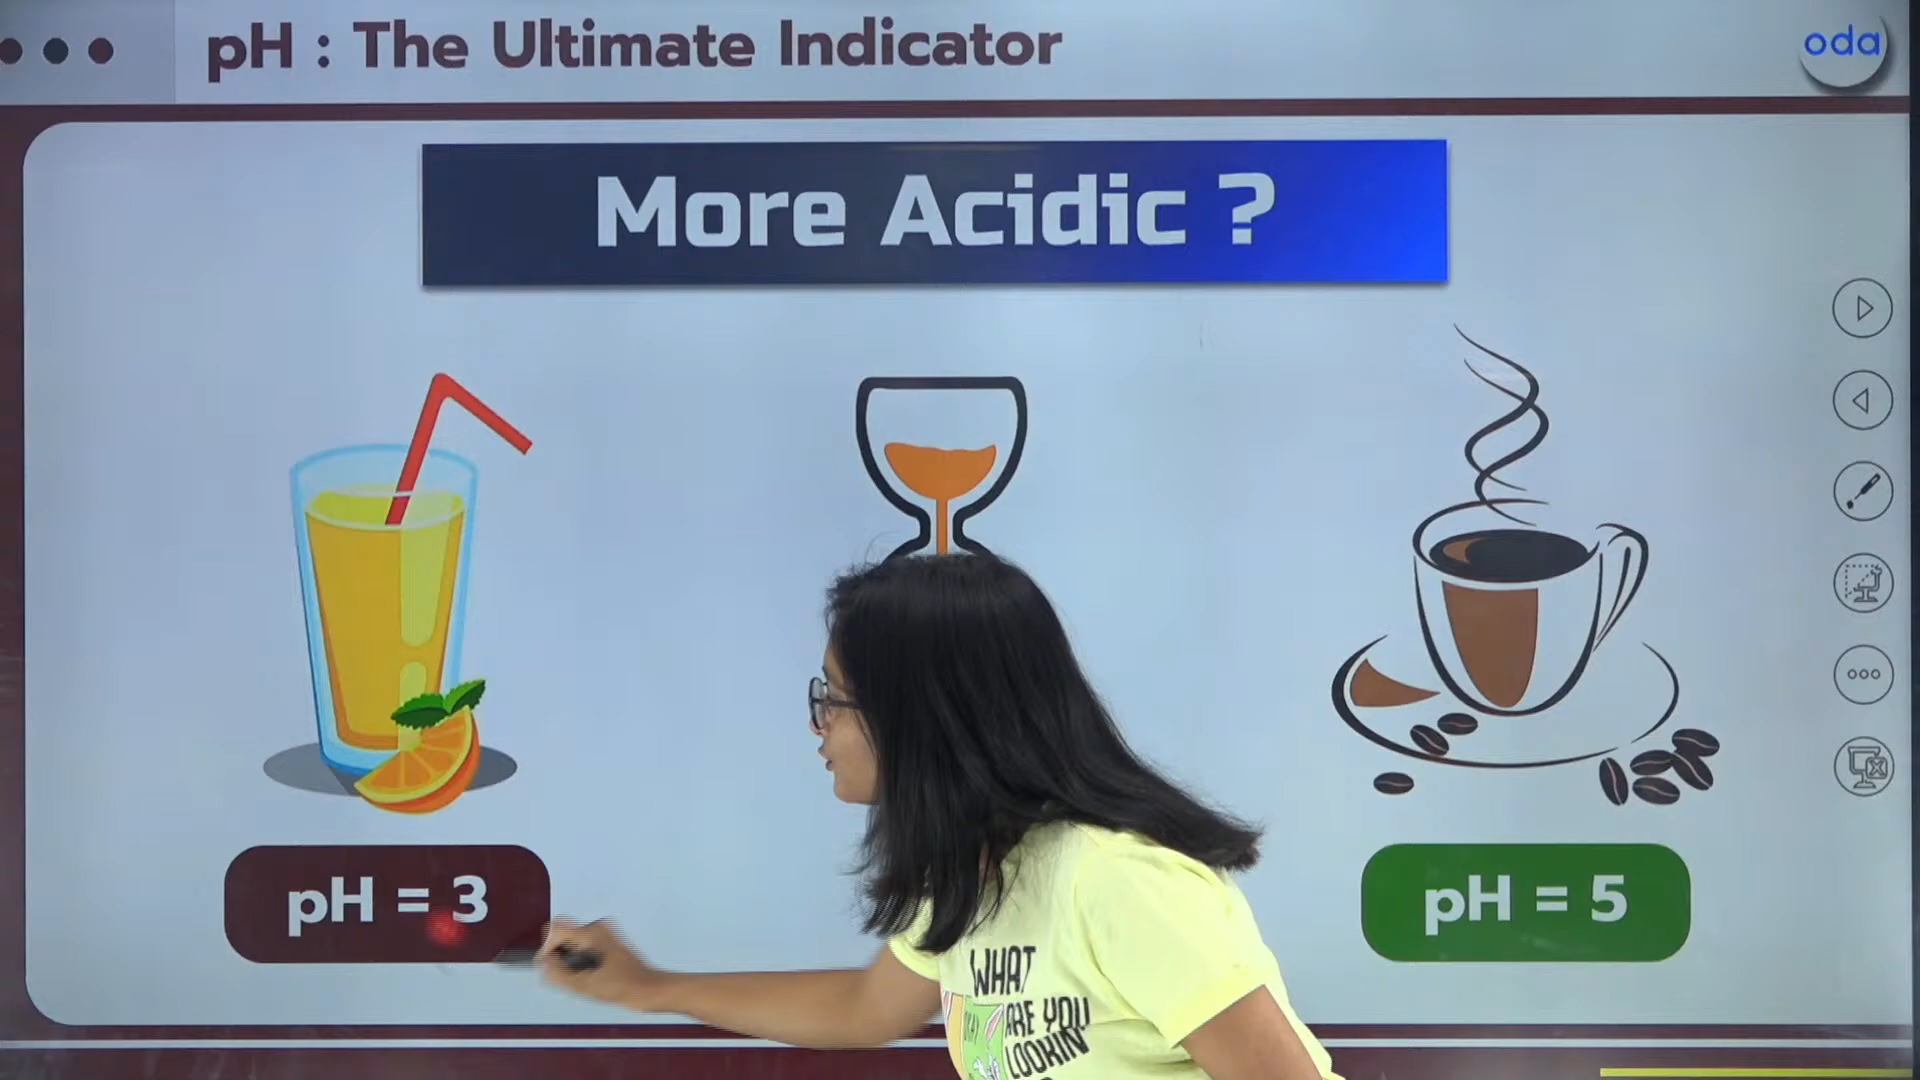 pH : The Ultimate Indicator
oda
More Acidic ?
pH = 3
pH = 5
WHAT
ARE YOU
LOOKIN'